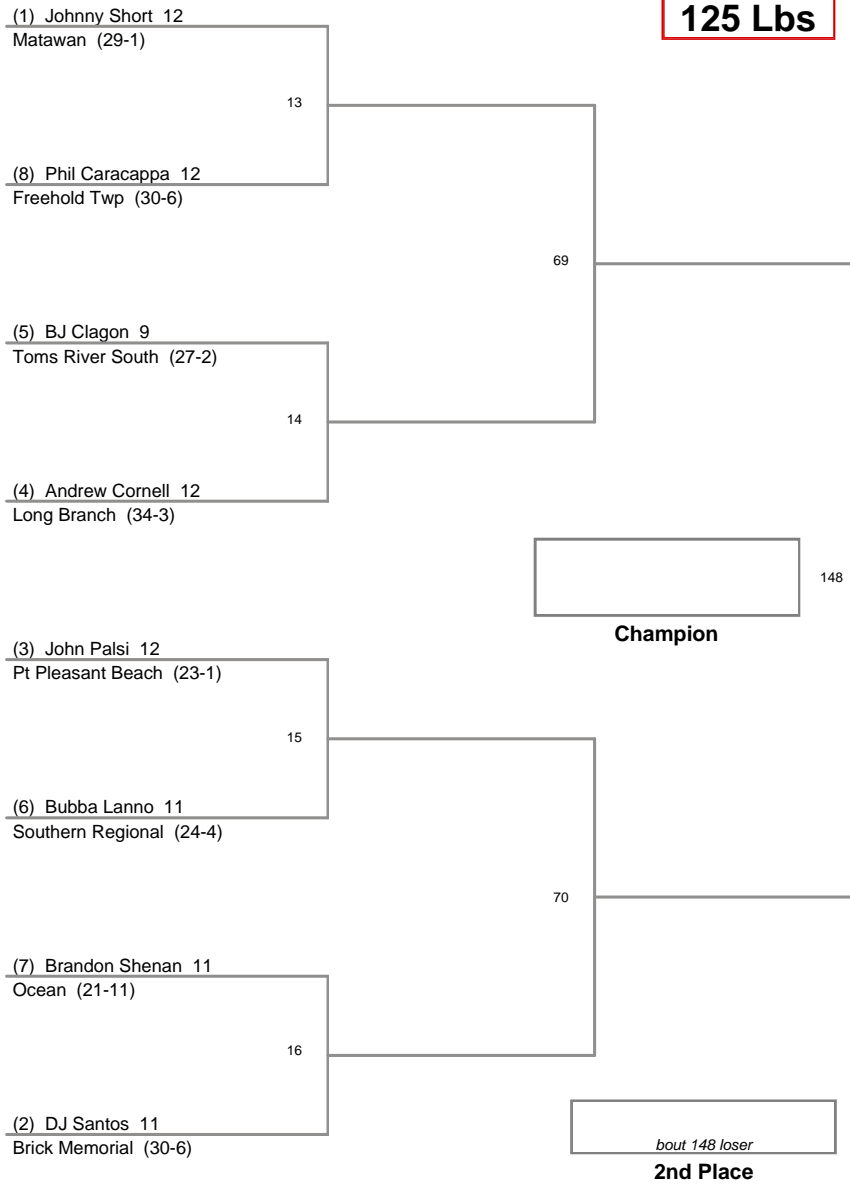 (1) Johnny Short 12
125 Lbs
Matawan (29-1)
13
(8) Phil Caracappa 12
Freehold Twp (30-6)
69
(5) BJ Clagon 9
Toms River South (27-2)
14
(4) Andrew Cornell 12
Long Branch (34-3)
148
Champion
(3) John Palsi 12
Pt Pleasant Beach (23-1)
15
(6) Bubba Lanno 11
Southern Regional (24-4)
70
(7) Brandon Shenan 11
Ocean (21-11)
16
(2) DJ Santos 11
Brick Memorial (30-6)
bout 148 loser
2nd Place